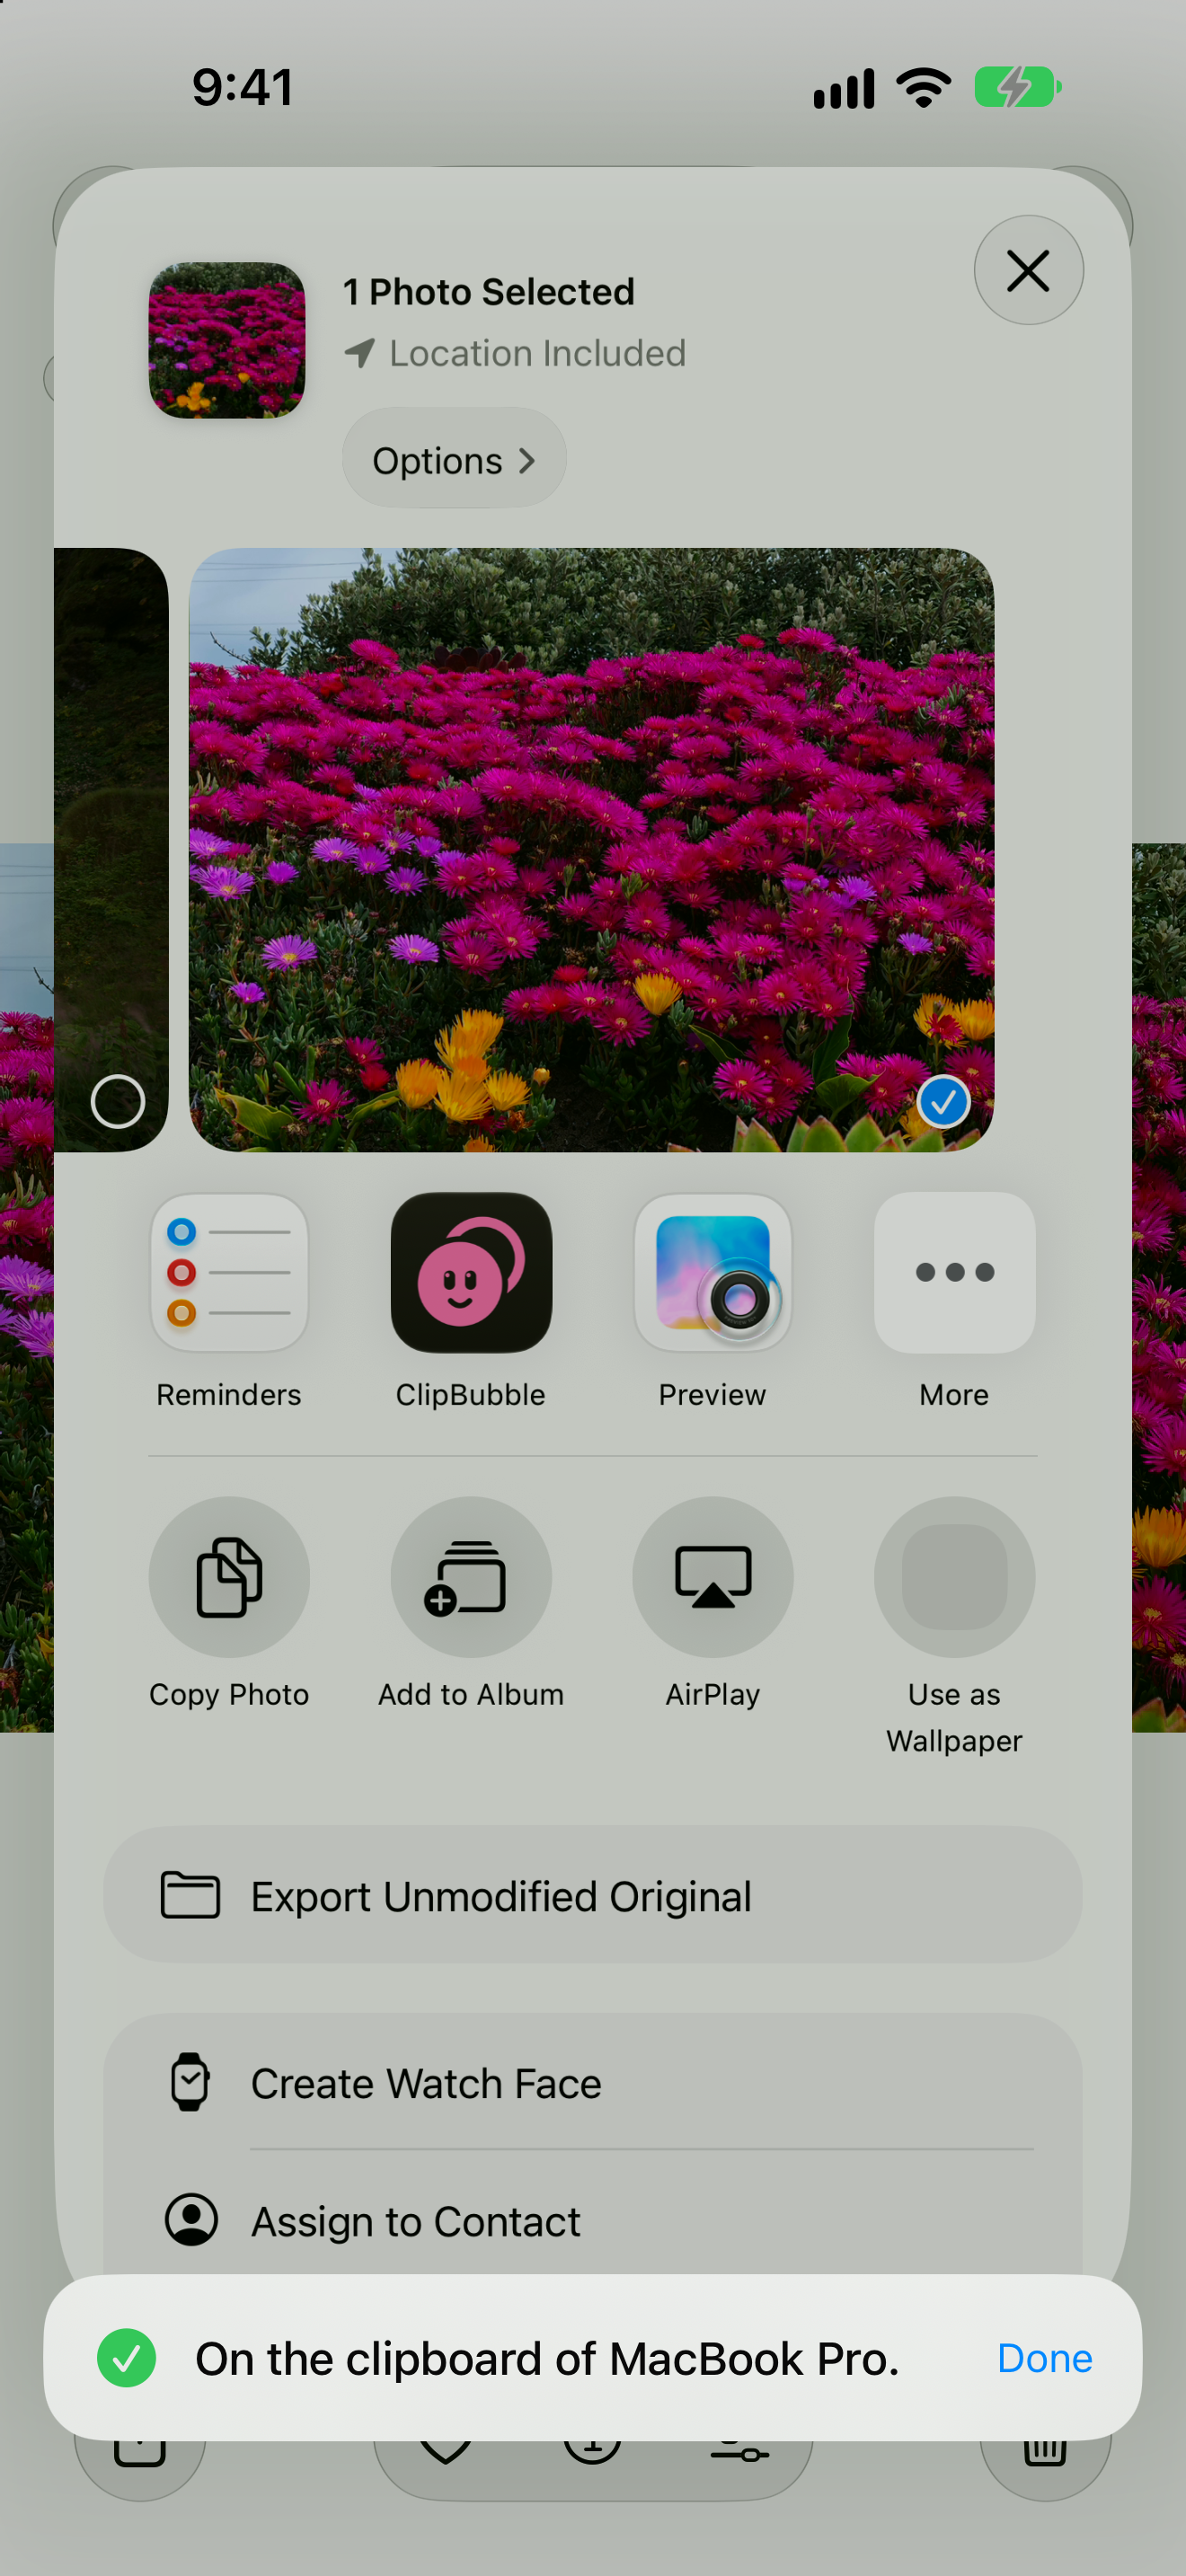 9:41
1 Photo Selected
Location Included
Options
Reminders
ClipBubble
Preview
More
Copy Photo
Add to Album
AirPlay
Use as
Wallpaper
Export Unmodified Original
Create Watch Face
Assign to Contact
On the clipboard of MacBook Pro.
Done